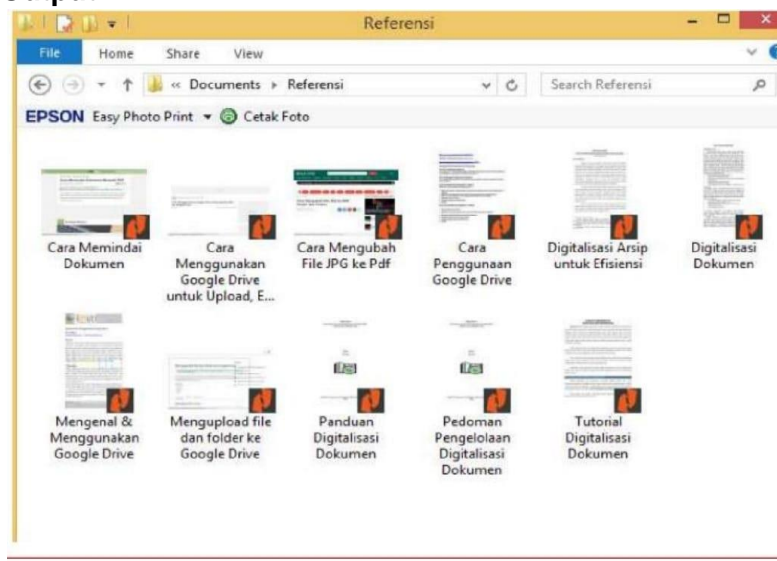 Referensi
File Home Share View
« Documents ▸ Referensi
Search Referensi
EPSON Easy Photo Print Cetak Foto
Cara Memindai
Dokumen
Cara
Menggunakan
Google Drive
untuk Upload, E...
Cara Mengubah
File JPG ke Pdf
Cara
Penggunaan
Google Drive
Digitalisasi Arsip
untuk Efisiensi
Digitalisasi
Dokumen
Mengenal &
Menggunakan
Google Drive
Mengupload file
dan folder ke
Google Drive
Panduan
Digitalisasi
Dokumen
Pedoman
Pengelolaan
Digitalisasi
Dokumen
Tutorial
Digitalisasi
Dokumen